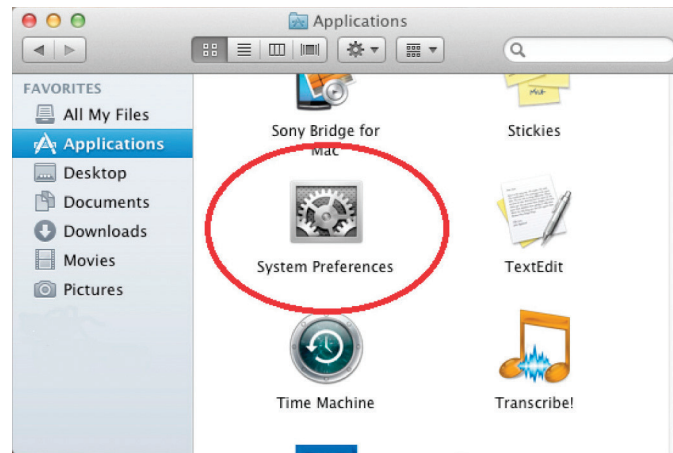 Applications
FAVORITES
All My Files
Applications
Desktop
Documents
Downloads
Movies
Pictures
Sony Bridge for
Mac
Stickies
System Preferences
TextEdit
Time Machine
Transcribe!